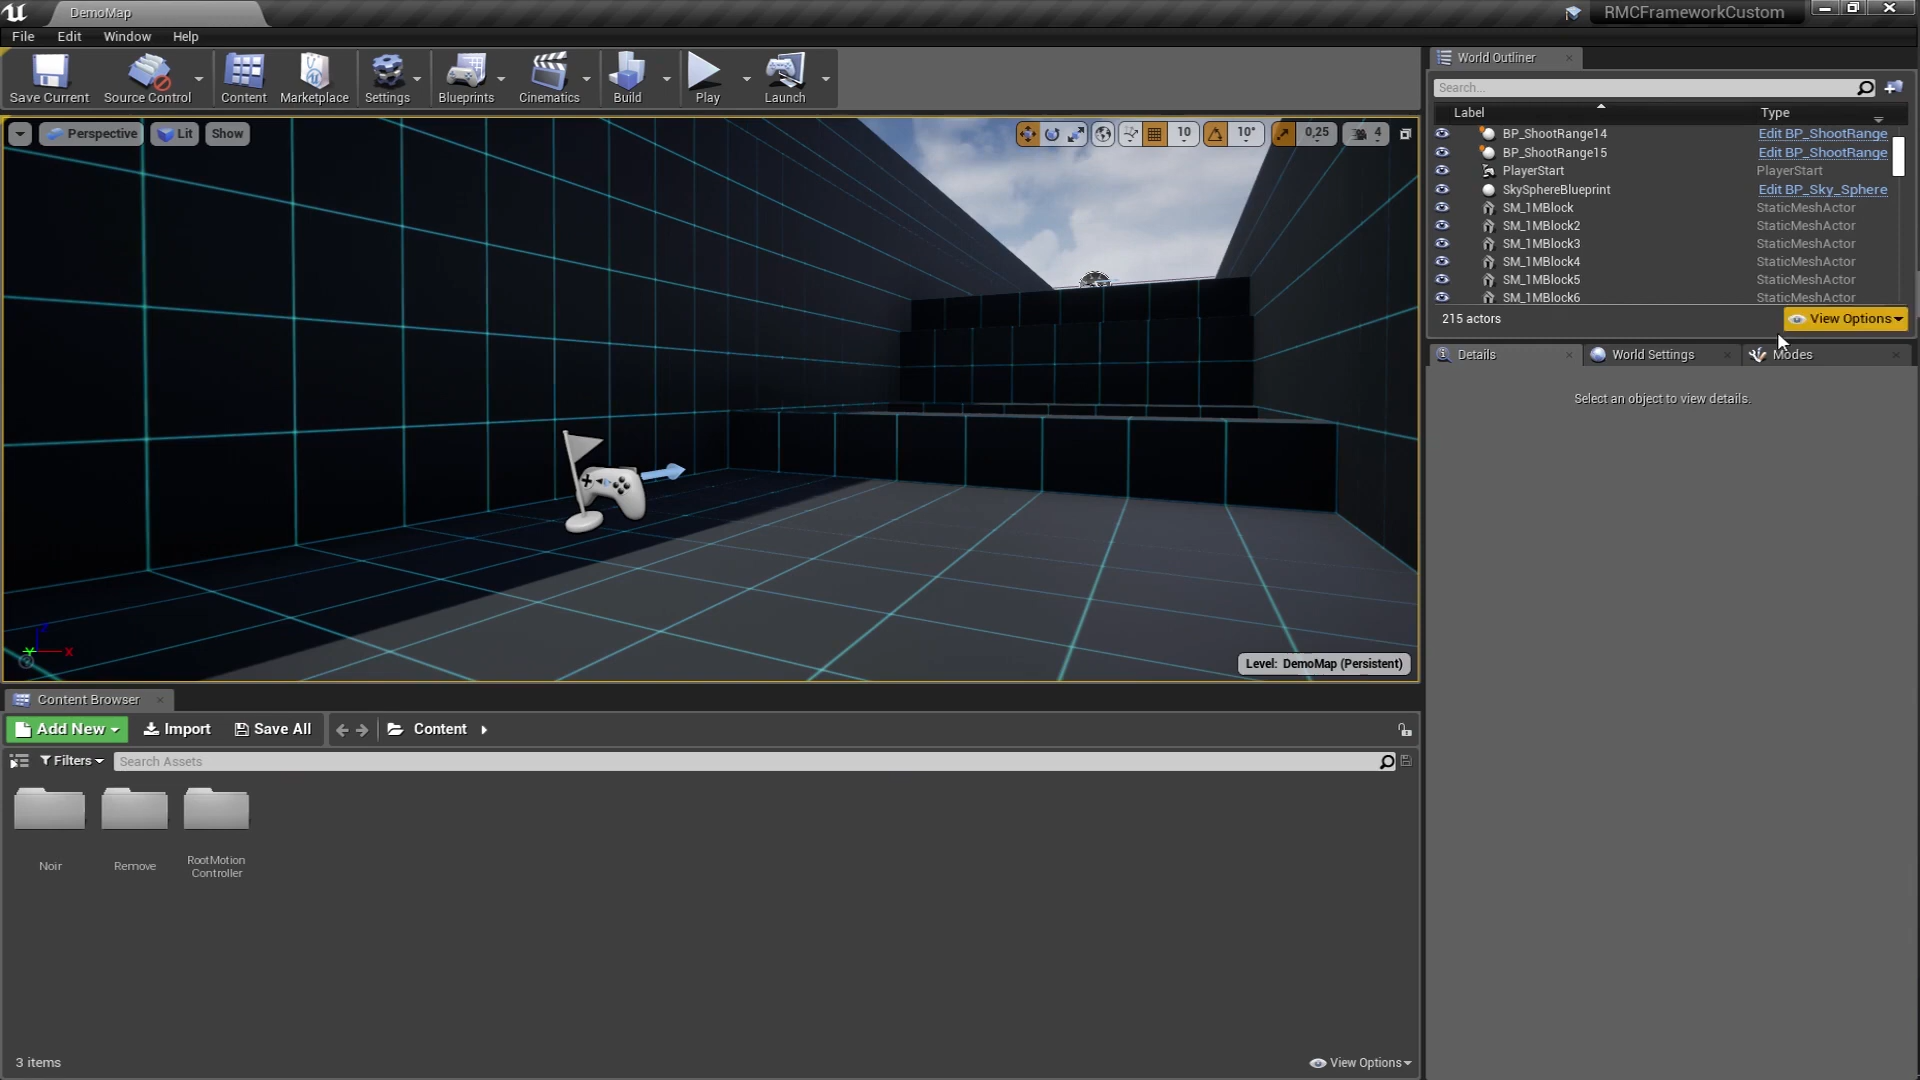 DemoMap
RMCFrameworkCustom
File Edit Window Help
Save Current Source Control Content Marketplace Settings Blueprints Cinematics Build Play Launch
Perspective Lit Show
10 10° 0,25 4
Level: DemoMap (Persistent)
World Outliner
Search...
Label Type
BP_ShootRange14 Edit BP_ShootRange
BP_ShootRange15 Edit BP_ShootRange
PlayerStart PlayerStart
SkySphereBlueprint Edit BP_Sky_Sphere
SM_1MBlock StaticMeshActor
SM_1MBlock2 StaticMeshActor
SM_1MBlock3 StaticMeshActor
SM_1MBlock4 StaticMeshActor
SM_1MBlock5 StaticMeshActor
SM_1MBlock6 StaticMeshActor
215 actors View Options
Details World Settings Modes
Select an object to view details.
Content Browser
Add New Import Save All Content
Filters Search Assets
Noir Remove RootMotion
Controller
3 items View Options
Z
Y X